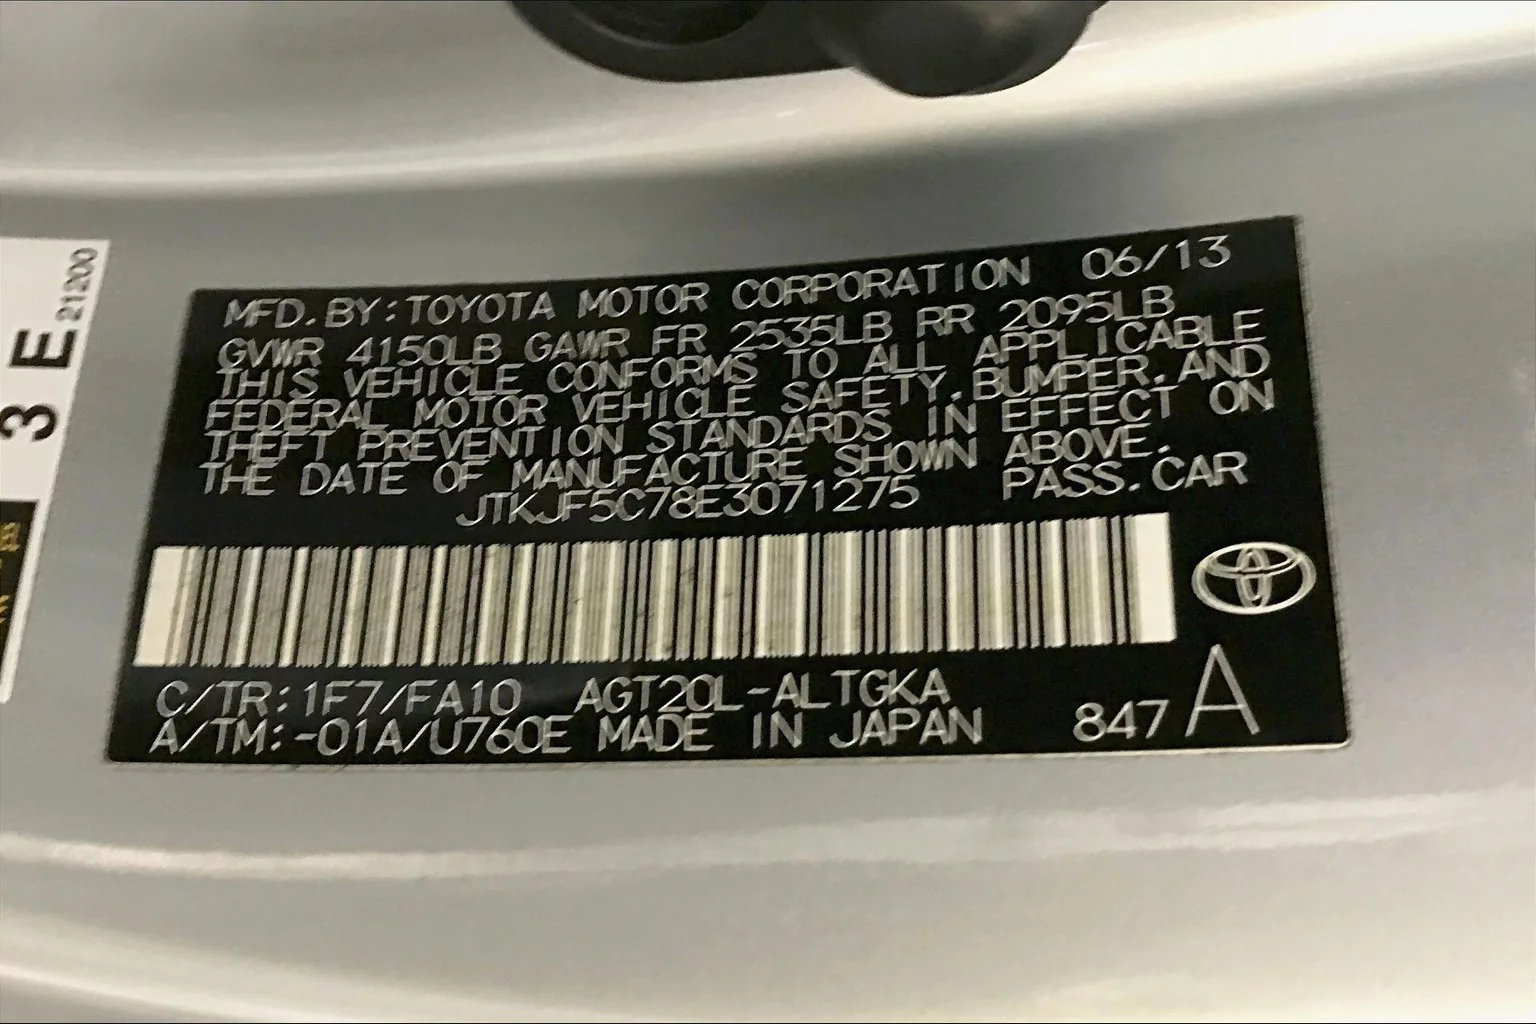 3 E
21200
MFD. BY: TOYOTA MOTOR CORPORATION 06/13
GVWR 4150LB GAWR FR 2535LB RR 2095LB
THIS VEHICLE CONFORMS TO ALL APPLICABLE
FEDERAL MOTOR VEHICLE SAFETY, BUMPER, AND
THEFT PREVENTION STANDARDS IN EFFECT ON
THE DATE OF MANUFACTURE SHOWN ABOVE.
JTKJF5C78E3071275 PASS. CAR
C/TR: 1F7/FA10 AGT20L-ALTGKA
A/TM: -01A/U760E MADE IN JAPAN 847 A